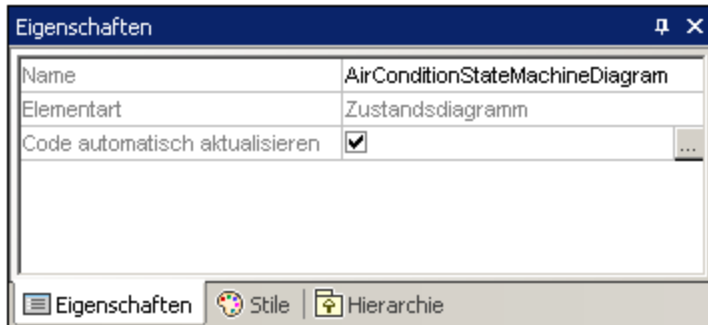 Eigenschaften
Name AirConditionStateMachineDiagram
Elementart Zustandsdiagramm
Code automatisch aktualisieren ...
Eigenschaften Stile Hierarchie